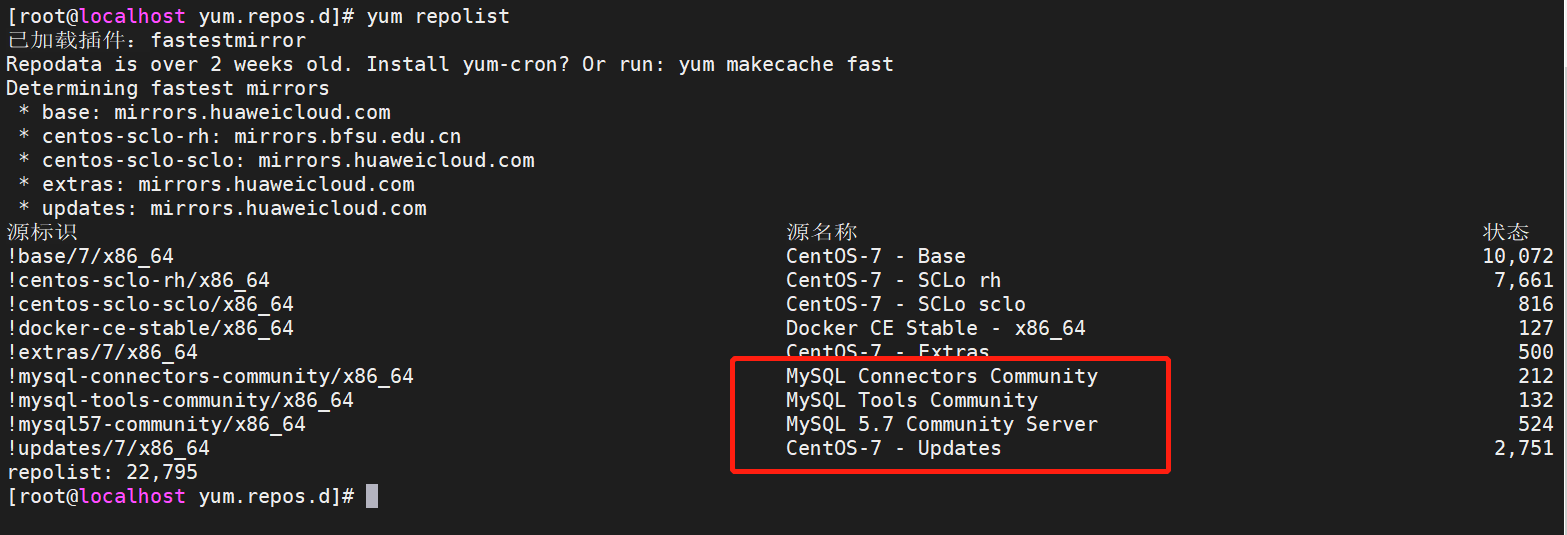 [root@localhost yum.repos.d]# yum repolist
已加载插件：fastestmirror
Repodata is over 2 weeks old. Install yum-cron? Or run: yum makecache fast
Determining fastest mirrors
 * base: mirrors.huaweicloud.com
 * centos-sclo-rh: mirrors.bfsu.edu.cn
 * centos-sclo-sclo: mirrors.huaweicloud.com
 * extras: mirrors.huaweicloud.com
 * updates: mirrors.huaweicloud.com
源标识 源名称 状态
!base/7/x86_64 CentOS-7 - Base 10,072
!centos-sclo-rh/x86_64 CentOS-7 - SCLo rh 7,661
!centos-sclo-sclo/x86_64 CentOS-7 - SCLo sclo 816
!docker-ce-stable/x86_64 Docker CE Stable - x86_64 127
!extras/7/x86_64 CentOS-7 - Extras 500
!mysql-connectors-community/x86_64 MySQL Connectors Community 212
!mysql-tools-community/x86_64 MySQL Tools Community 132
!mysql57-community/x86_64 MySQL 5.7 Community Server 524
!updates/7/x86_64 CentOS-7 - Updates 2,751
repolist: 22,795
[root@localhost yum.repos.d]#